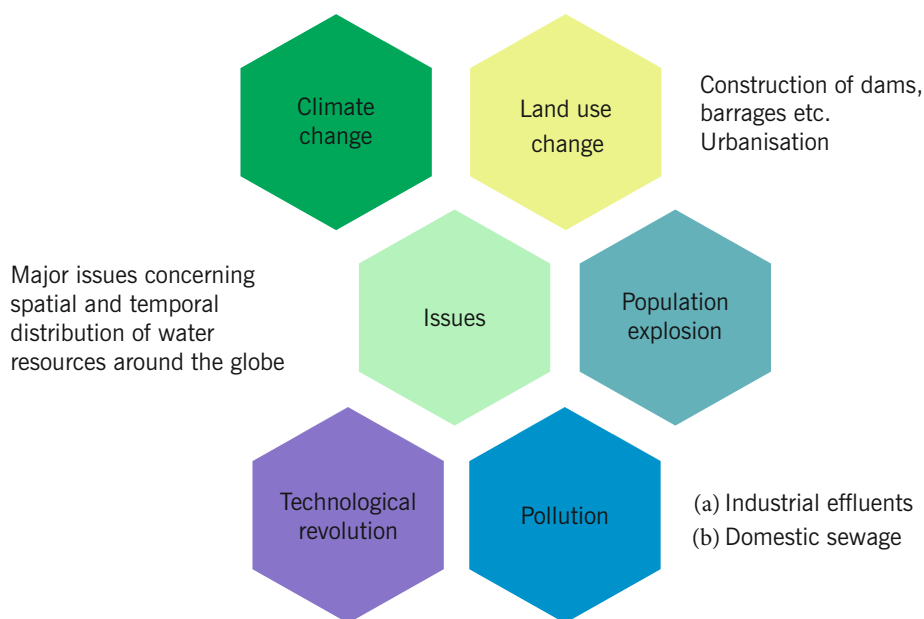 Climate
change
Land use
change
Construction of dams,
barrages etc.
Urbanisation
Major issues concerning
spatial and temporal
distribution of water
resources around the globe
Issues
Population
explosion
Technological
revolution
Pollution
(a) Industrial effluents
(b) Domestic sewage